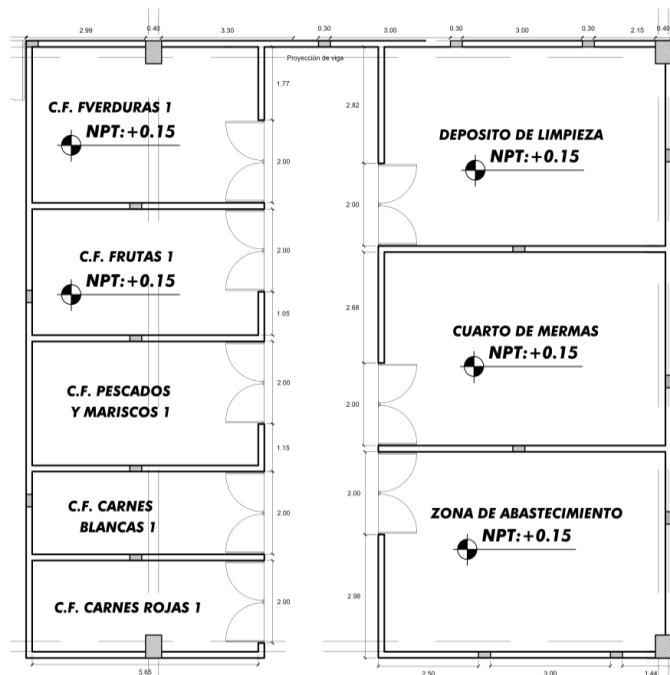 2.99 0.40 3.30 0.30 3.00 0.30 3.00 0.30 2.15 0.40
Proyección de viga
1.77
2.82
C.F. FVERDURAS 1
NPT:+0.15
DEPOSITO DE LIMPIEZA
NPT:+0.15
2.00
2.00
C.F. FRUTAS 1
NPT:+0.15
2.00
2.68
1.05
CUARTO DE MERMAS
NPT:+0.15
C.F. PESCADOS
Y MARISCOS 1
2.00
2.00
1.15
C.F. CARNES
BLANCAS 1
2.00
2.00
ZONA DE ABASTECIMIENTO
NPT:+0.15
C.F. CARNES ROJAS 1
2.00
2.98
5.65
2.50 3.00 1.44